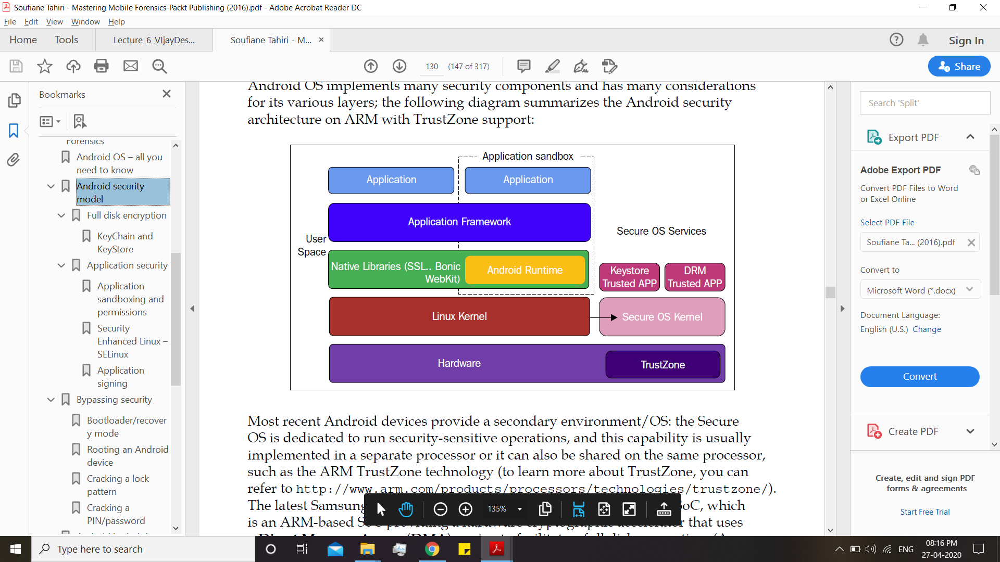 Soufiane Tahiri - Mastering Mobile Forensics-Packt Publishing (2016).pdf - Adobe Acrobat Reader DC
File Edit View Window Help
Home Tools Lecture_6_VIjayDes... Soufiane Tahiri - M... ×
Sign In
130 (147 of 317)
Share
Bookmarks
Forensics
Android OS – all you
need to know
Android security
model
Full disk encryption
KeyChain and
KeyStore
Application security
Application
sandboxing and
permissions
Security
Enhanced Linux –
SELinux
Application
signing
Bypassing security
Bootloader/recover
y mode
Rooting an Android
device
Cracking a lock
pattern
Cracking a
PIN/password
Android OS implements many security components and has many considerations
for its various layers; the following diagram summarizes the Android security
architecture on ARM with TrustZone support:
Application sandbox
Application
Application
Application Framework
User
Space
Secure OS Services
Native Libraries (SSL.. Bonic
WebKit)
Android Runtime
Keystore
Trusted APP
DRM
Trusted APP
Linux Kernel
Secure OS Kernel
Hardware
TrustZone
Most recent Android devices provide a secondary environment/OS: the Secure
OS is dedicated to run security-sensitive operations, and this capability is usually
implemented in a separate processor or it can also be shared on the same processor,
such as the ARM TrustZone technology (to learn more about TrustZone, you can
refer to http://www.arm.com/products/processors/technologies/trustzone/).
The latest Samsung SoC, which
is an ARM-based SoC providing a hardware cryptographic accelerator that uses
135%
Search 'Split'
Export PDF
Adobe Export PDF
Convert PDF Files to Word
or Excel Online
Select PDF File
Soufiane Ta... (2016).pdf
Convert to
Microsoft Word (*.docx)
Document Language:
English (U.S.) Change
Convert
Create PDF
Create, edit and sign PDF
forms & agreements
Start Free Trial
Type here to search
ENG
08:16 PM
27-04-2020